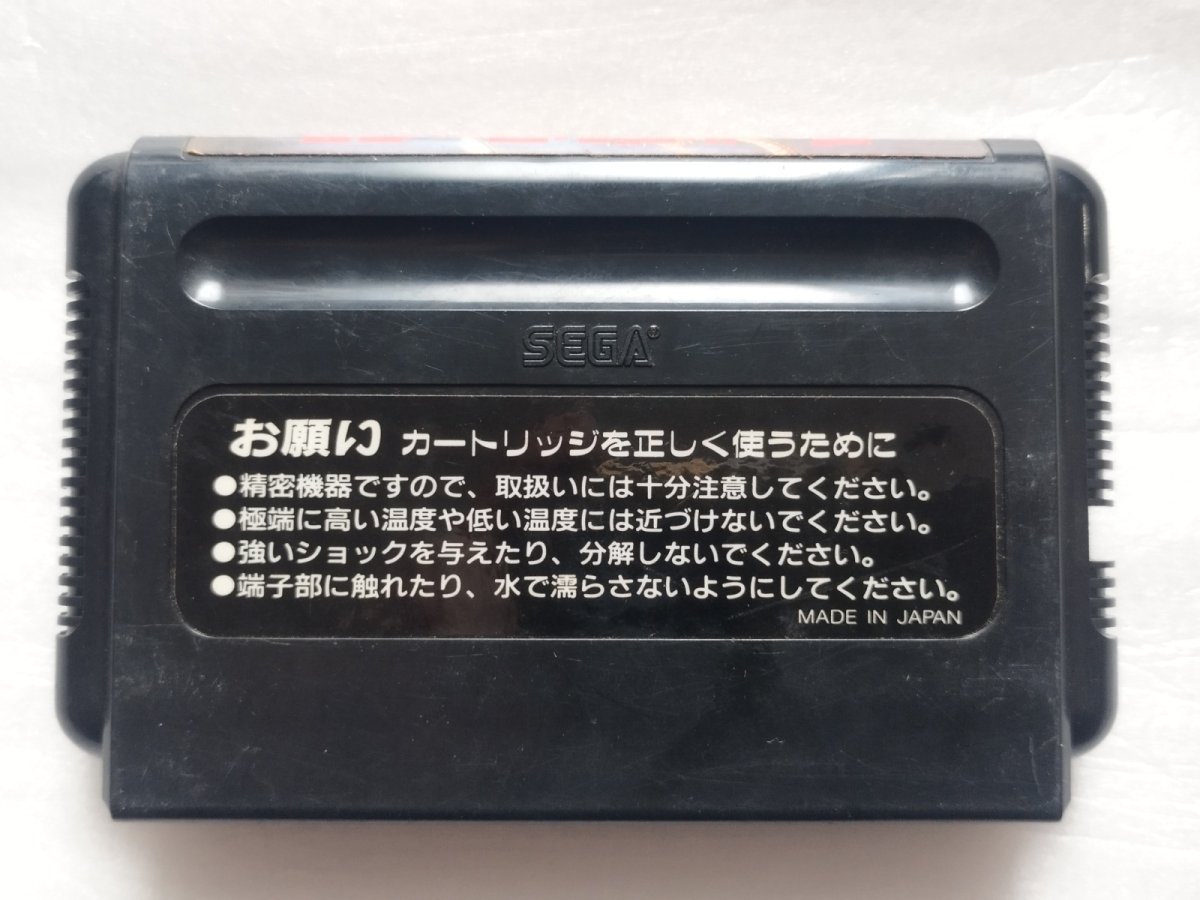 SEGA®
お願い カートリッジを正しく使うために
●精密機器ですので、取扱いには十分注意してください。
●極端に高い温度や低い温度には近づけないでください。
●強いショックを与えたり、分解しないでください。
●端子部に触れたり、水で濡らさないようにしてください。
MADE IN JAPAN